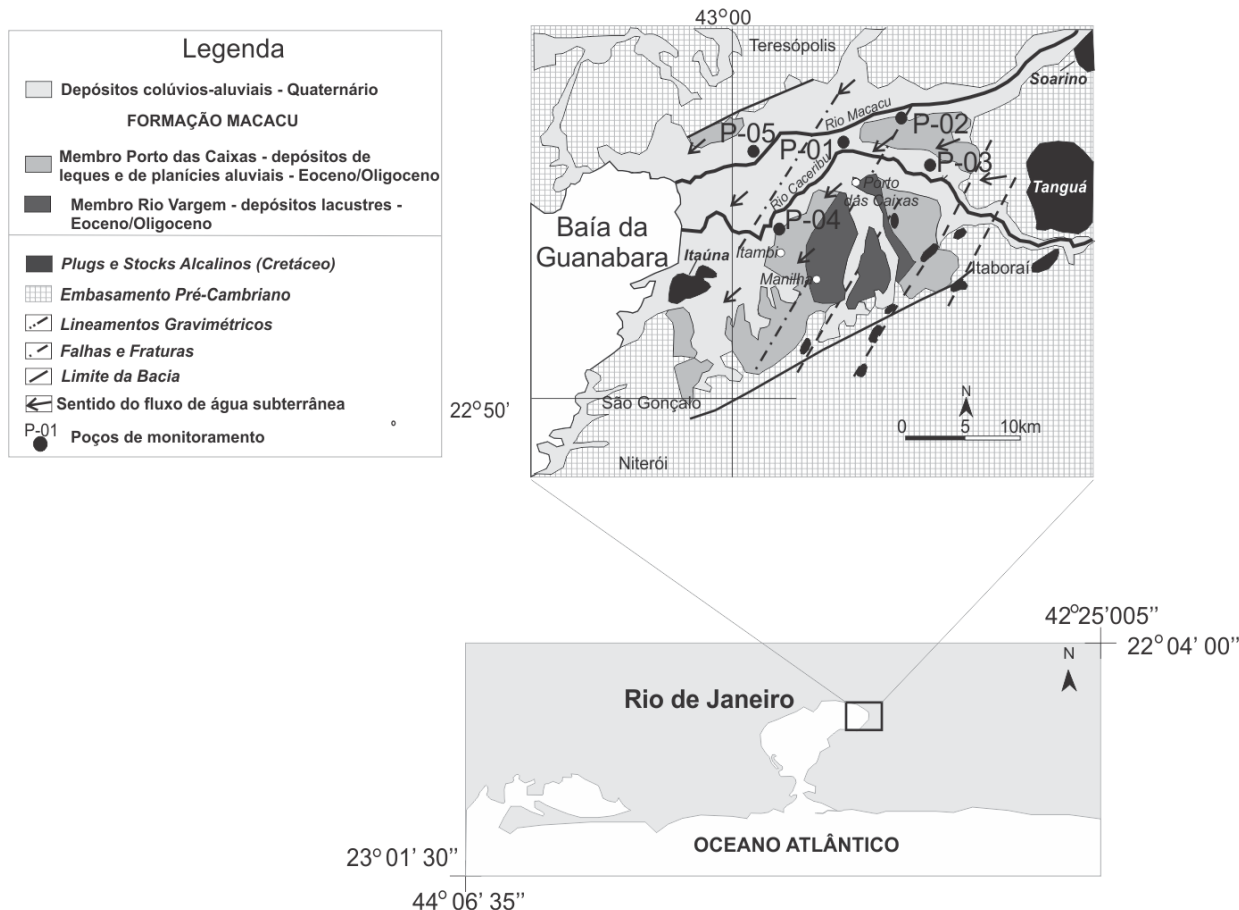 Legenda
Depósitos colúvios-aluviais - Quaternário
FORMAÇÃO MACACU
Membro Porto das Caixas - depósitos de
leques e de planícies aluviais - Eoceno/Oligoceno
Membro Rio Vargem - depósitos lacustres -
Eoceno/Oligoceno
Plugs e Stocks Alcalinos (Cretáceo)
Embasamento Pré-Cambriano
Lineamentos Gravimétricos
Falhas e Fraturas
Limite da Bacia
Sentido do fluxo de água subterrânea
P-01
Poços de monitoramento
43°00
Teresópolis
Soarino
Rio Macacu
P-02
P-05
P-01
P-03
Rio Caceribu
Tanguá
Porto
das Caixas
P-04
Baía da
Guanabara
Itaúna
Itambi
Itaboraí
Manilha
22°50'
São Gonçalo
N
0 5 10km
Niterói
42°25'005"
22°04' 00"
N
Rio de Janeiro
OCEANO ATLÂNTICO
23°01' 30"
44°06' 35"